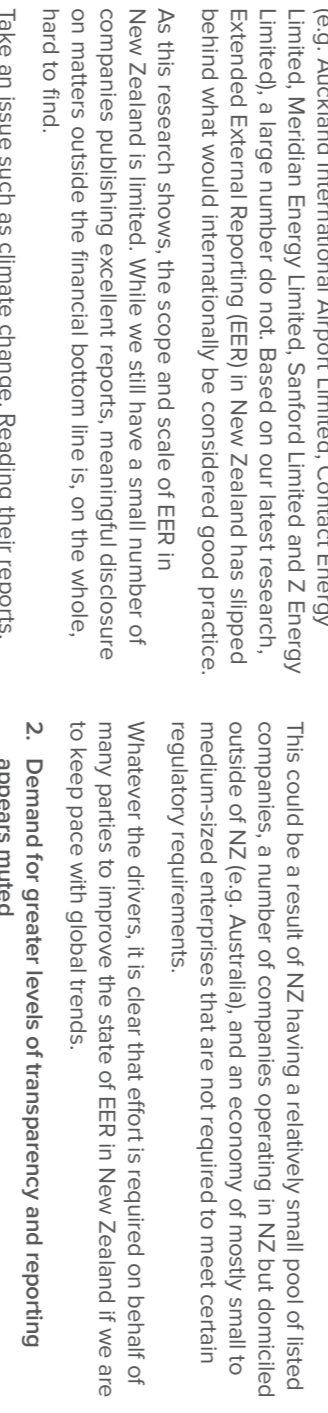 (e.g. Auckland International Airport Limited, Contact Energy
Limited, Meridian Energy Limited, Sanford Limited and Z Energy
Limited), a large number do not. Based on our latest research,
Extended External Reporting (EER) in New Zealand has slipped
behind what would internationally be considered good practice.
As this research shows, the scope and scale of EER in
New Zealand is limited. While we still have a small number of
companies publishing excellent reports, meaningful disclosure
on matters outside the financial bottom line is, on the whole,
hard to find.
Take an issue such as climate change. Reading their reports,
This could be a result of NZ having a relatively small pool of listed
companies, a number of companies operating in NZ but domiciled
outside of NZ (e.g. Australia), and an economy of mostly small to
medium-sized enterprises that are not required to meet certain
regulatory requirements.
Whatever the drivers, it is clear that effort is required on behalf of
many parties to improve the state of EER in New Zealand if we are
to keep pace with global trends.
2. Demand for greater levels of transparency and reporting
appears muted